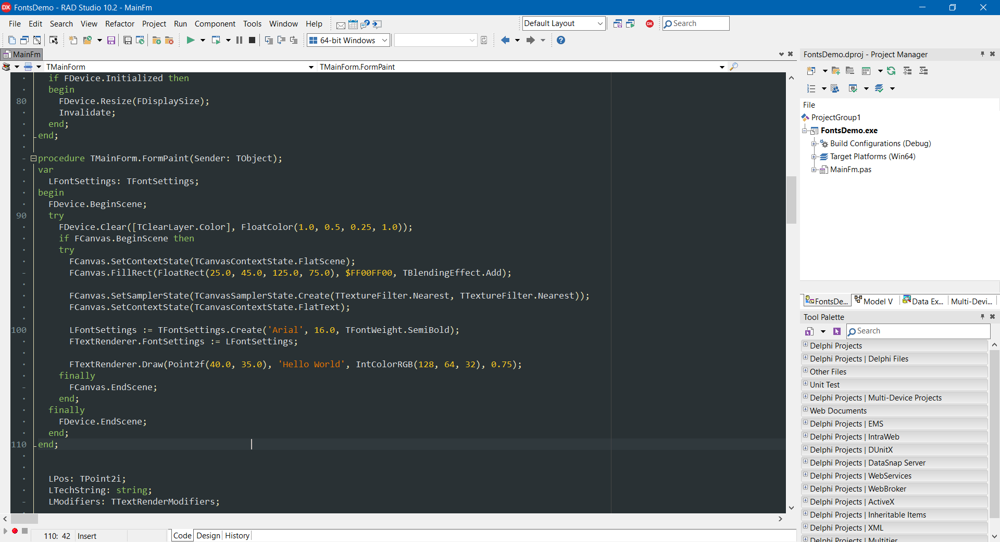 FontsDemo - RAD Studio 10.2 - MainFm
File Edit Search View Refactor Project Run Component Tools Window Help
Default Layout
Search
64-bit Windows
MainFm
TMainForm
TMainForm.FormPaint
if FDevice.Initialized then
begin
80 FDevice.Resize(FDisplaySize);
Invalidate;
end;
end;
procedure TMainForm.FormPaint(Sender: TObject);
var
LFontSettings: TFontSettings;
begin
FDevice.BeginScene;
90 try
FDevice.Clear([TClearLayer.Color], FloatColor(1.0, 0.5, 0.25, 1.0));
if FCanvas.BeginScene then
try
FCanvas.SetContextState(TCanvasContextState.FlatScene);
FCanvas.FillRect(FloatRect(25.0, 45.0, 125.0, 75.0), $FF00FF00, TBlendingEffect.Add);
FCanvas.SetSamplerState(TCanvasSamplerState.Create(TTextureFilter.Nearest, TTextureFilter.Nearest));
FCanvas.SetContextState(TCanvasContextState.FlatText);
100 LFontSettings := TFontSettings.Create('Arial', 16.0, TFontWeight.SemiBold);
FTextRenderer.FontSettings := LFontSettings;
FTextRenderer.Draw(Point2f(40.0, 35.0), 'Hello World', IntColorRGB(128, 64, 32), 0.75);
finally
FCanvas.EndScene;
end;
finally
FDevice.EndScene;
end;
110 end;
LPos: TPoint2i;
LTechString: string;
LModifiers: TTextRenderModifiers;
110: 42 Insert
Code Design History
FontsDemo.dproj - Project Manager
File
ProjectGroup1
FontsDemo.exe
Build Configurations (Debug)
Target Platforms (Win64)
MainFm.pas
FontsDe... Model V Data Ex... Multi-Devi...
Tool Palette
Search
Delphi Projects
Delphi Projects | Delphi Files
Other Files
Unit Test
Delphi Projects | Multi-Device Projects
Web Documents
Delphi Projects | EMS
Delphi Projects | IntraWeb
Delphi Projects | DUnitX
Delphi Projects | DataSnap Server
Delphi Projects | WebServices
Delphi Projects | WebBroker
Delphi Projects | ActiveX
Delphi Projects | Inheritable Items
Delphi Projects | XML
Delphi Projects | Multitier